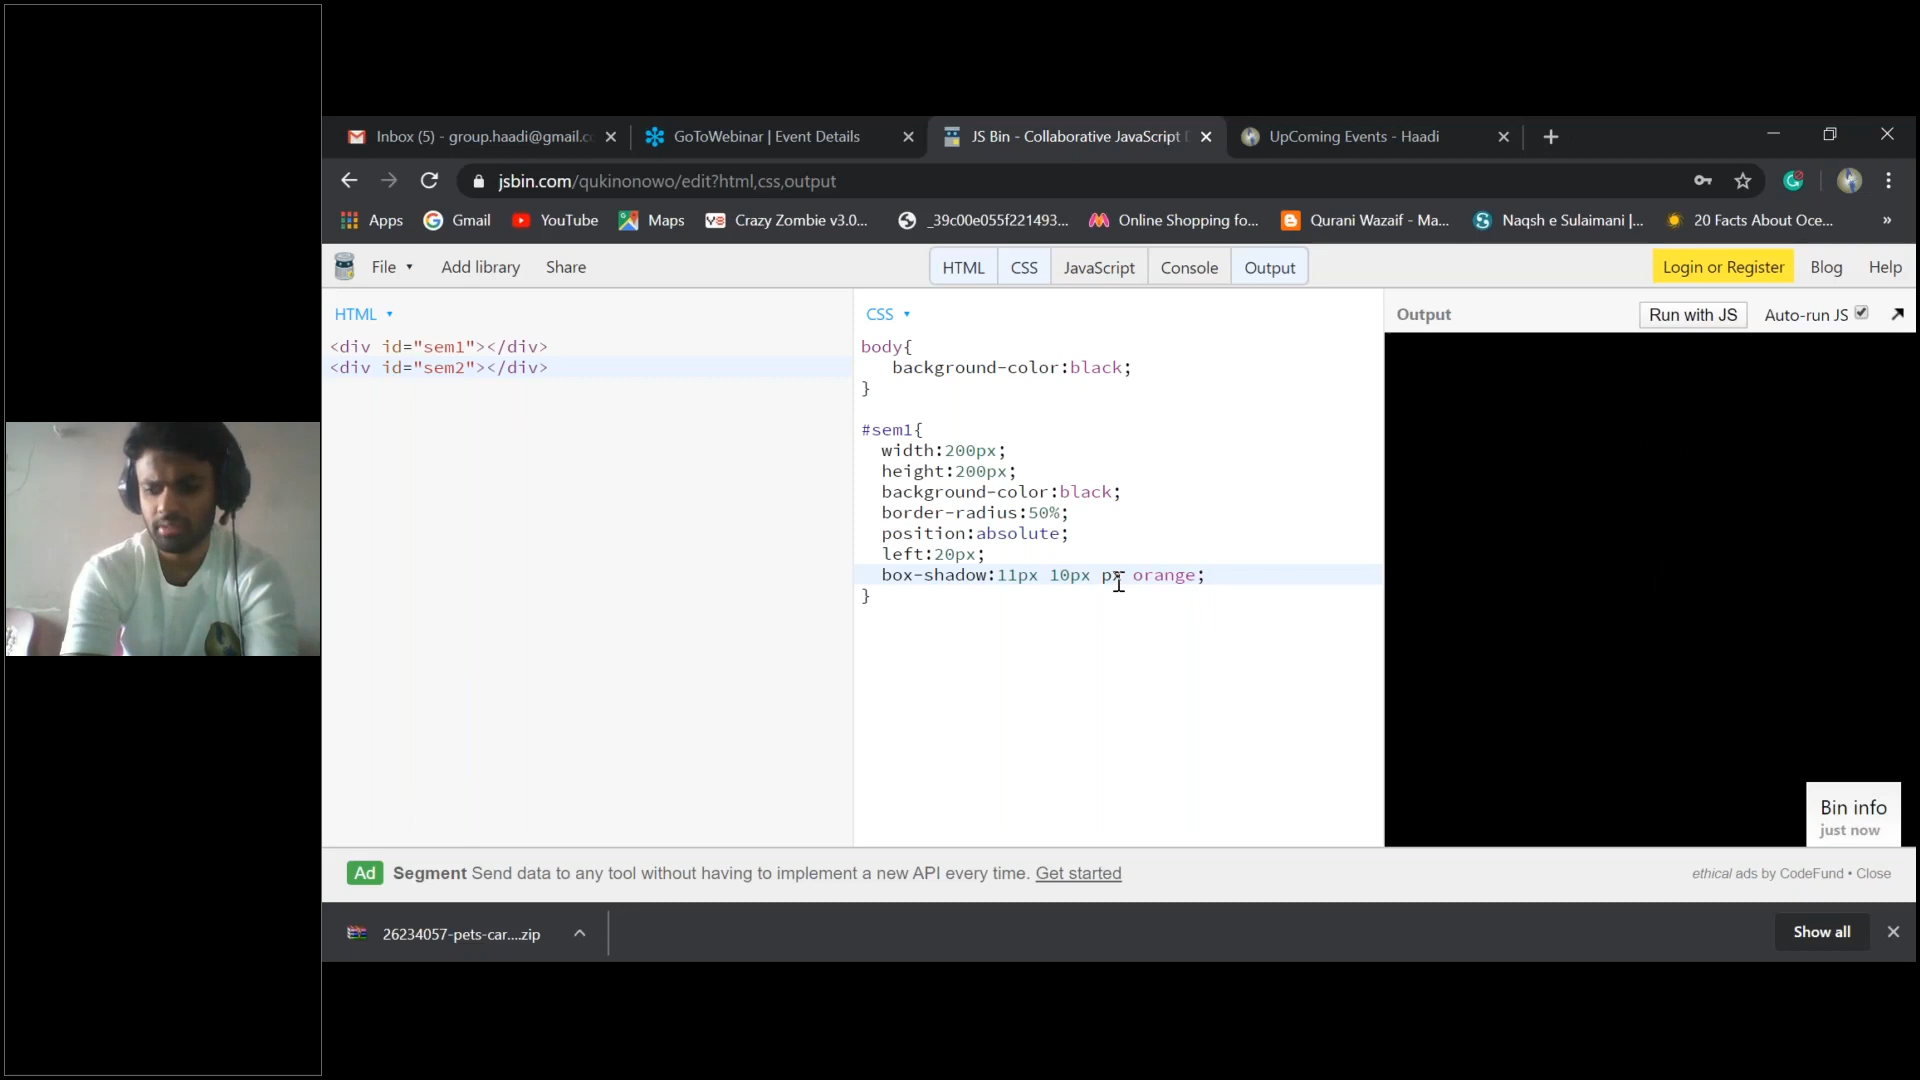 Inbox (5) - group.haadi@gmail.c
GoToWebinar | Event Details
JS Bin - Collaborative JavaScript
UpComing Events - Haadi
jsbin.com/qukinonowo/edit?html,css,output
Apps
Gmail
YouTube
Maps
Crazy Zombie v3.0...
_39c00e055f221493...
Online Shopping fo...
Qurani Wazaif - Ma...
Naqsh e Sulaimani |...
20 Facts About Oce...
»
File
Add library
Share
HTML
CSS
JavaScript
Console
Output
Login or Register
Blog
Help
HTML
<div id="sem1"></div>
<div id="sem2"></div>
CSS
body{
background-color:black;
}
#sem1{
width:200px;
height:200px;
background-color:black;
border-radius:50%;
position:absolute;
left:20px;
box-shadow:11px 10px px orange;
}
Output
Run with JS
Auto-run JS
Bin info
just now
Ad
Segment Send data to any tool without having to implement a new API every time. Get started
ethical ads by CodeFund • Close
26234057-pets-car....zip
Show all